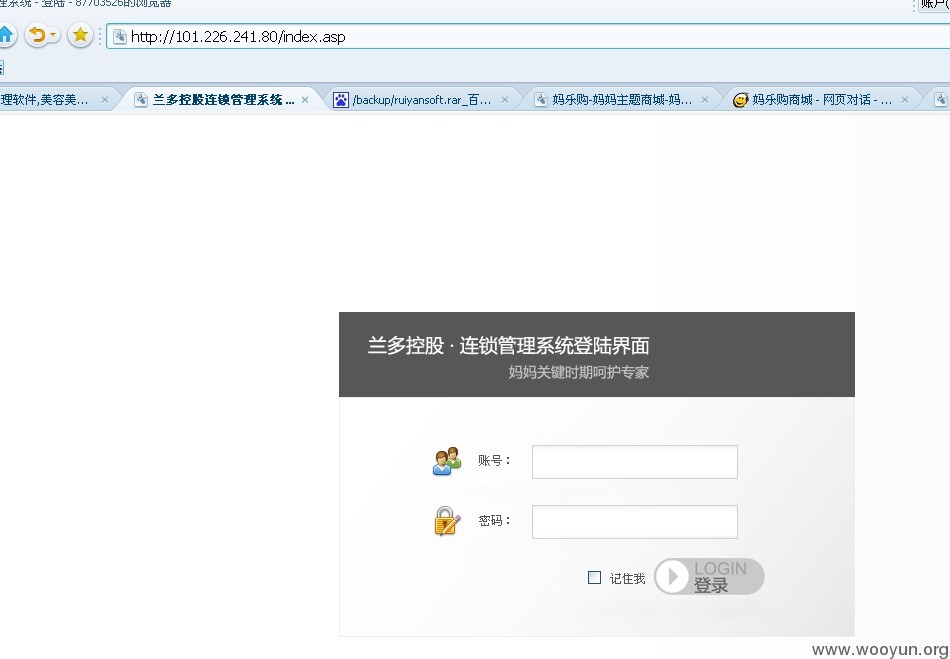 理系统 - 登陆 - 87703526的浏览器
账户
http://101.226.241.80/index.asp
理软件,美容美...
兰多控股连锁管理系统 ...
/backup/ruiyansoft.rar_百...
妈乐购-妈妈主题商城-妈...
妈乐购商城 - 网页对话 - ...
兰多控股 · 连锁管理系统登陆界面
妈妈关键时期呵护专家
账号：
密码：
记住我
LOGIN
登录
www.wooyun.org